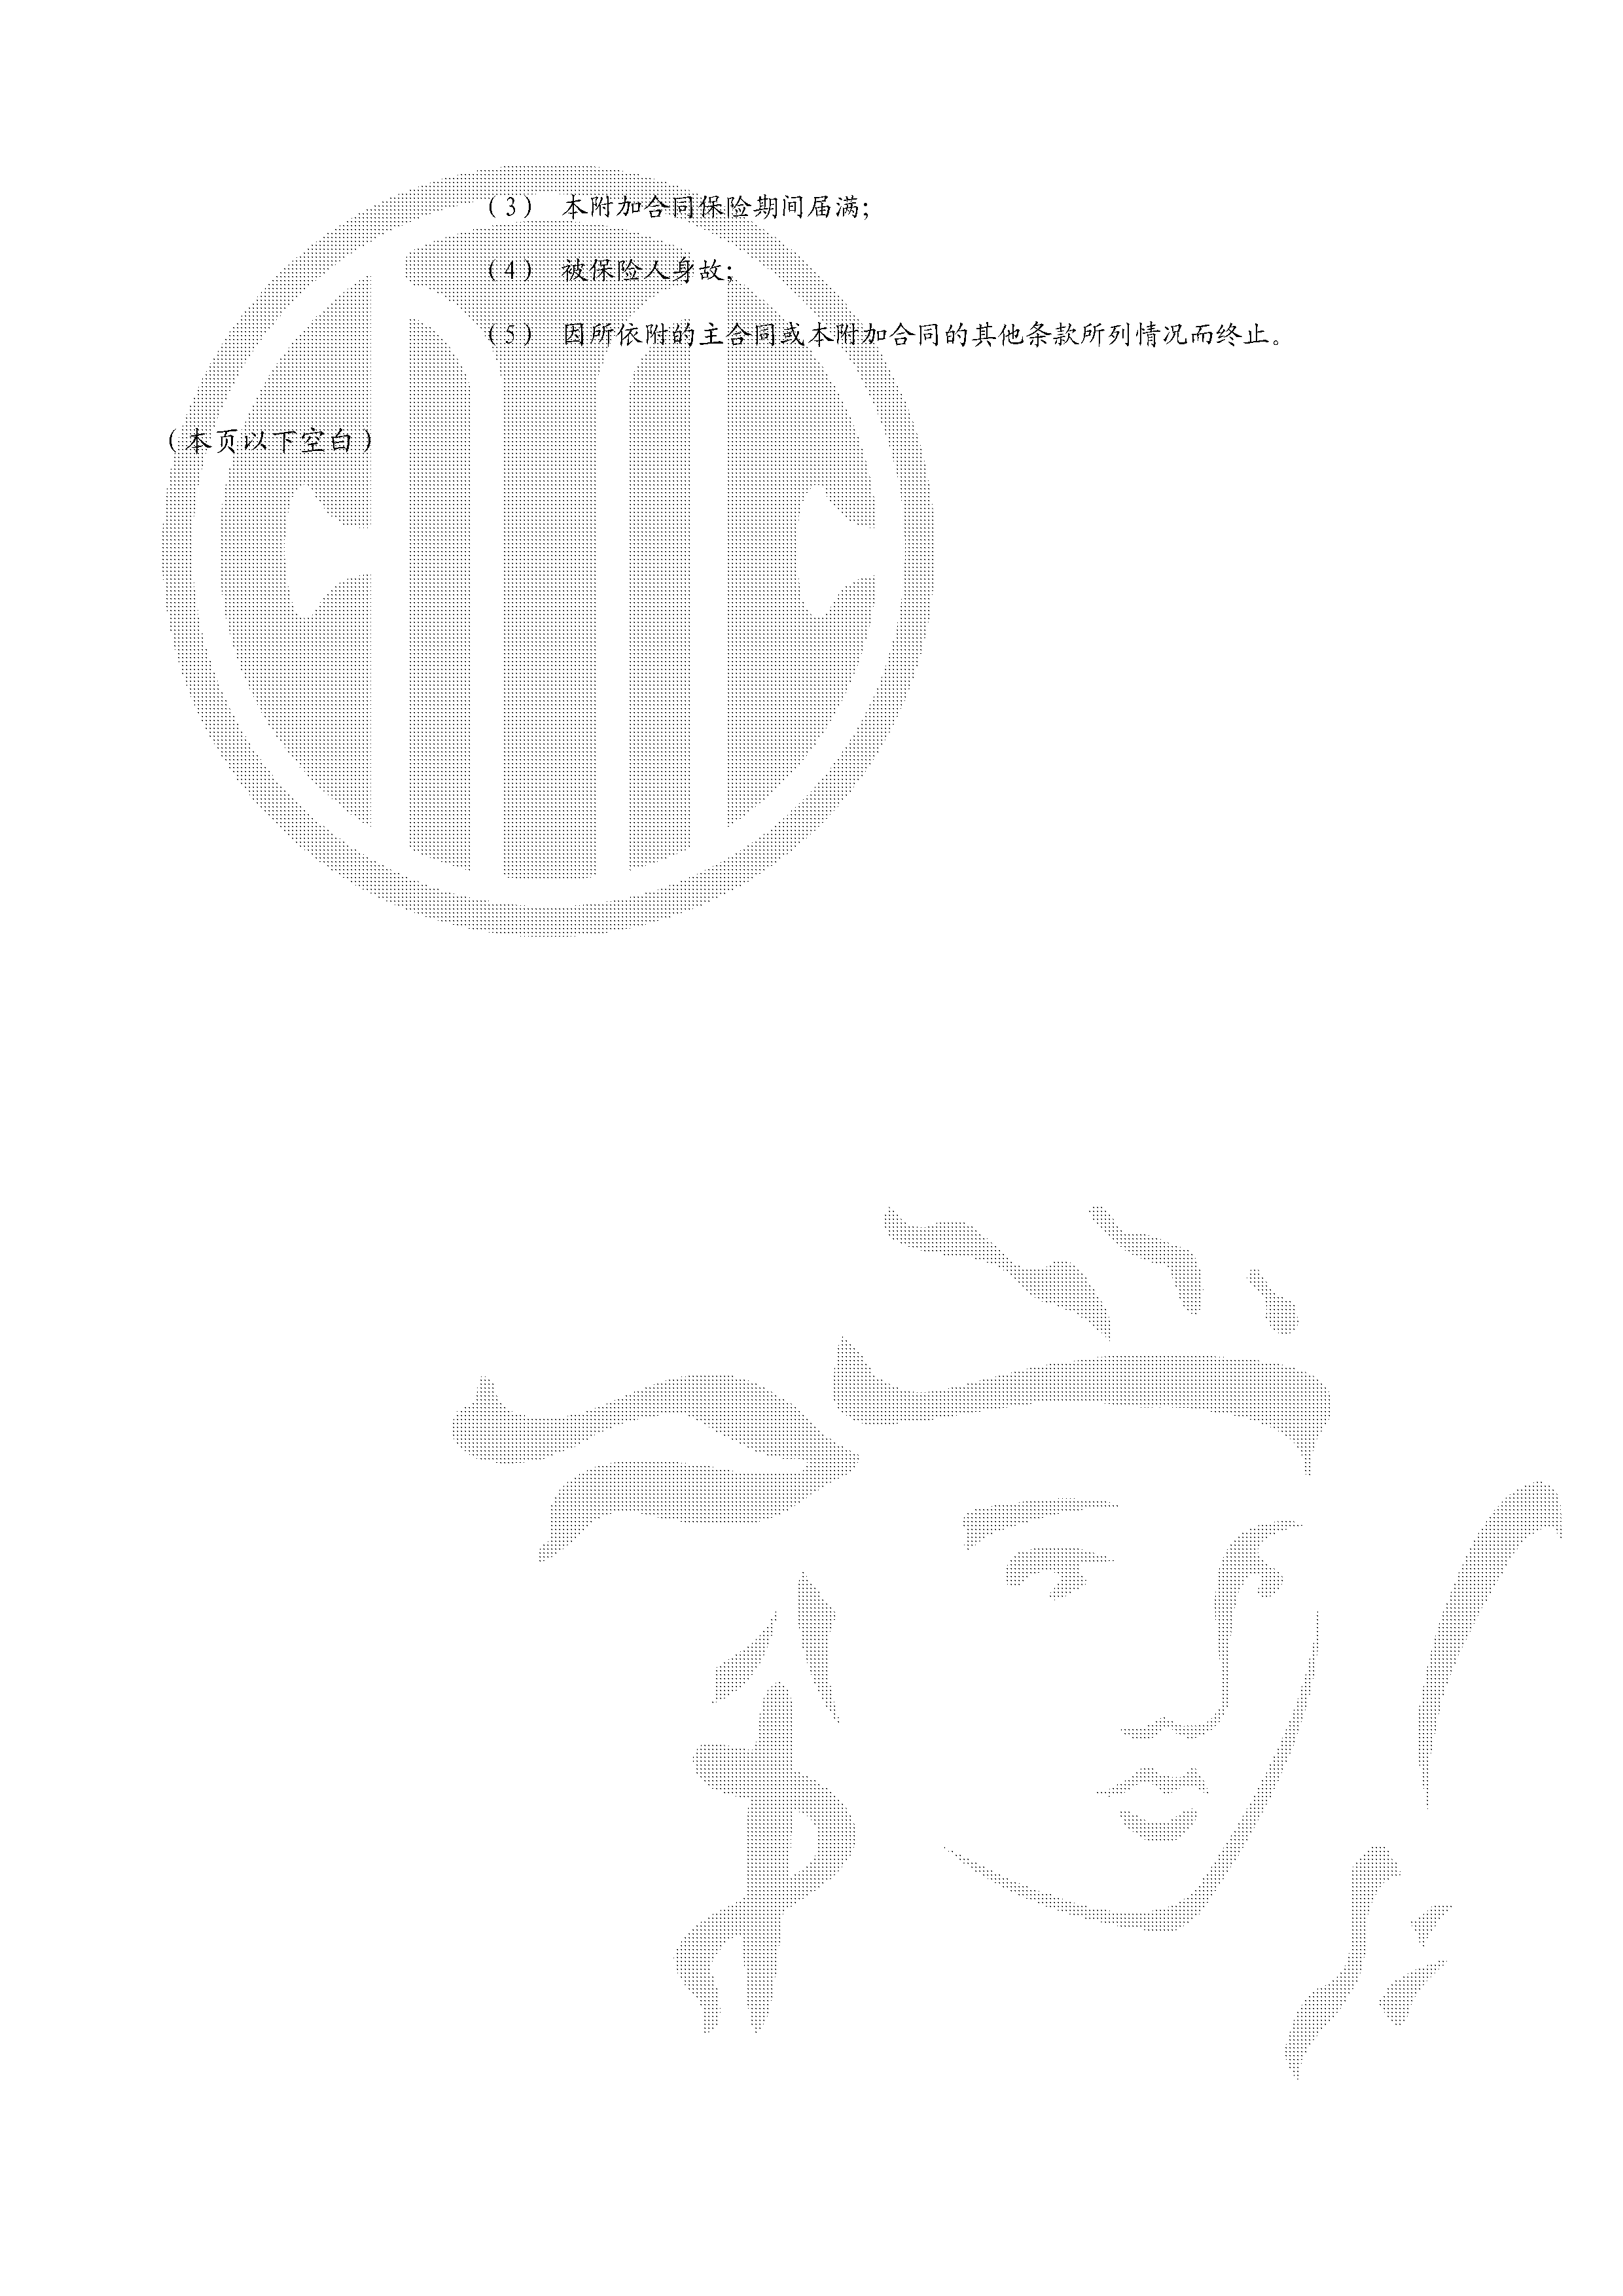 （3） 本附加合同保险期间届满；
（4） 被保险人身故；
（5） 因所依附的主合同或本附加合同的其他条款所列情况而终止。
（本页以下空白）